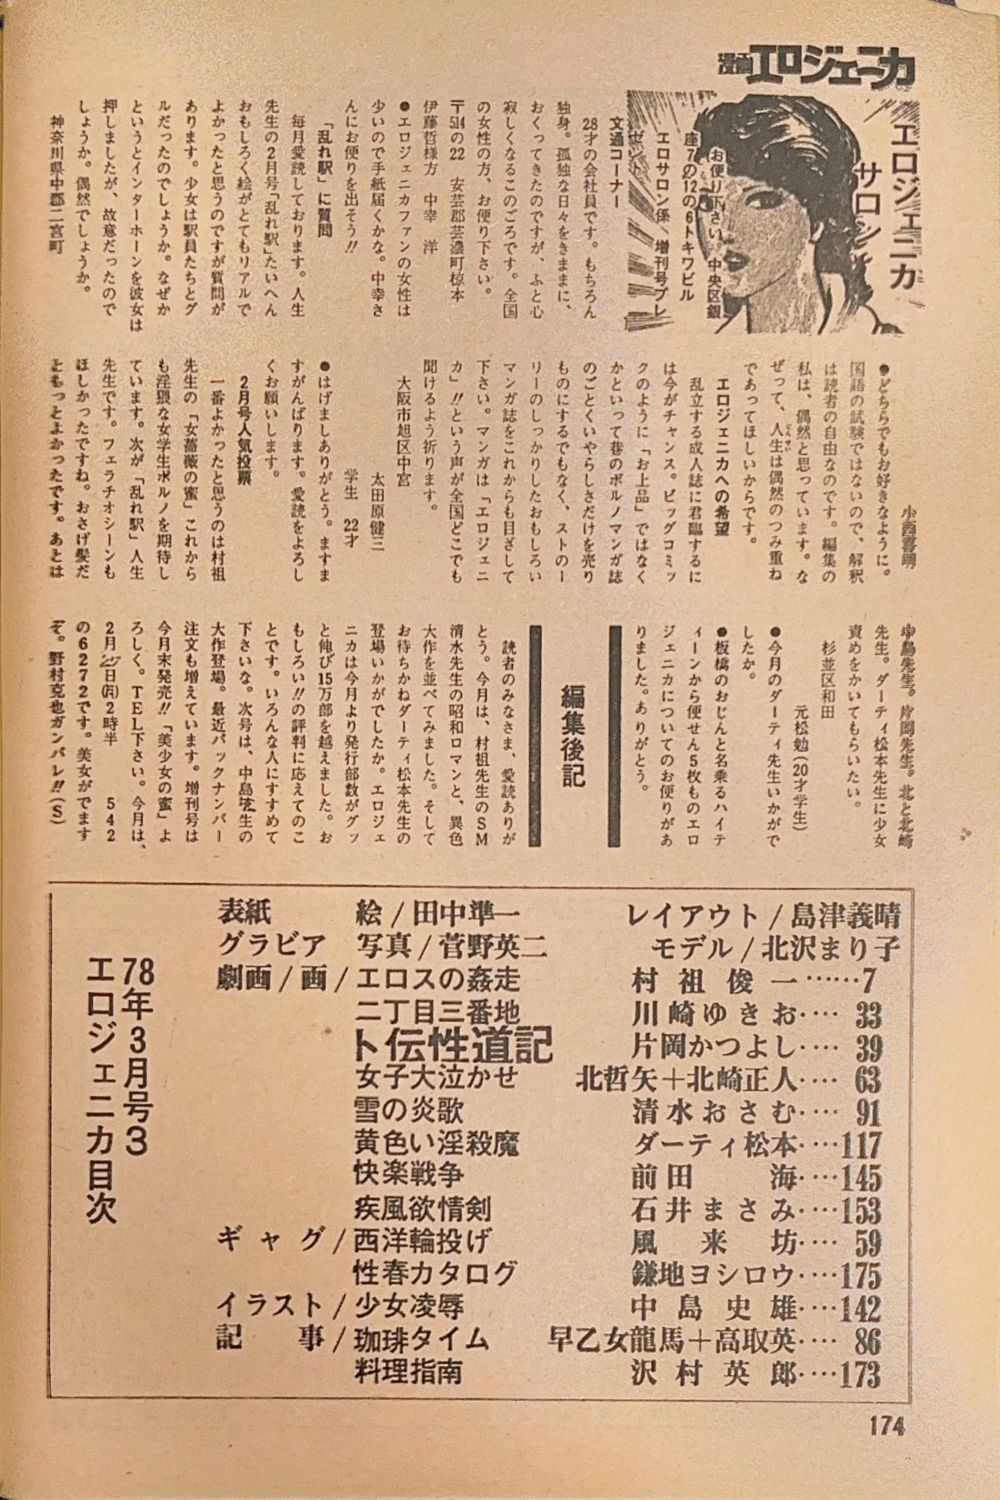 漫画エロジェニカ
エロジェニカ
サロン
お便り下さい。中央区銀
座7の12の6トキワビル
エロサロン係/増刊号プレ
ゼント
文通コーナー
28才の会社員です。もちろん
独身。孤独な日々をきままに、
おくってきたのですが、ふと心
寂しくなるこのごろです。全国
の女性の方、お便り下さい。
〒514の22 安芸郡芸濃町椋本
伊藤哲様方 中幸 洋
●エロジェニカファンの女性は
少いので手紙届くかな。中幸さ
んにお便りを出そう!!
「乱れ駅」に質問
毎月愛読しております。人生
先生の2月号「乱れ駅」たいへん
おもしろく絵がとてもリアルで
よかったと思うのですが質問が
あります。少女は駅員たちとグ
ルだったのでしょうか。なぜか
というとインターホーンを彼女は
押しましたが、故意だったので
しょうか。偶然でしょうか。
神奈川県中郡二宮町
小西喜明
●どちらでもお好きなように。
国語の試験ではないので、解釈
は読者の自由なのです。編集の
私は、偶然と思っています。な
ぜって、人生は偶然のつみ重ね
であってほしいからです。
エロジェニカへの希望
乱立する成人誌に君臨するに
は今がチャンス。ビッグコミッ
クのように「お上品」ではなく
かといって巷のポルノマンガ誌
のごとくいやらしさだけを売り
ものにするでもなく、ストのー
リーのしっかりしたおもしろい
マンガ誌をこれからも目ざして
下さい。マンガは「エロジェニ
カ」!!という声が全国どこでも
聞けるよう祈ります。
大阪市旭区中宮
太田原健三
学生 22才
●はげましありがとう。ますま
すがんばります。愛読をよろし
くお願いします。
2月号人気投票
一番よかったと思うのは村祖
先生の「女薔薇の蜜」これから
も淫猥な女学生ポルノを期待し
ています。次が「乱れ駅」人生
先生です。フェラチオシーンも
ほしかったですね。おさげ髪だ
ともっとよかったです。あとは
中島先生。片岡先生。北と北崎
先生。ダーティ松本先生に少女
責めをかいてもらいたい。
杉並区和田
元松勉(20才学生)
●今月のダーティ先生いかがで
したか。
●板橋のおじんと名乗るハイテ
ィーンから便せん5枚ものエロ
ジェニカについてのお便りがあ
りました。ありがとう。
編集後記
読者のみなさま、愛読ありが
とう。今月は、村祖先生のSM
清水先生の昭和ロマンと、異色
大作を並べてみました。そして
お待ちかねダーティ松本先生の
登場いかがでしたか。エロジェ
ニカは今月より発行部数がグッ
と伸び15万部を越えました。お
もしろい!!の評判に応えてのこ
とです。いろんな人にすすめて
下さいな。次号は、中島先生の
大作登場。最近バックナンバー
注文も増えています。増刊号は
今月末発売!!「美少女の蜜」よ
ろしく。TEL下さい。今月は、
2月27日(月)2時半 542
の6272です。美女がでます
ぞ。野村克也ガンバレ!!(S)
78年3月号3
エロジェニカ目次
表紙 絵/田中準一 レイアウト/島津義晴
グラビア 写真/菅野英二 モデル/北沢まり子
劇画/画/エロスの姦走 村祖俊一……7
二丁目三番地 川崎ゆきお‥‥33
ト伝性道記 片岡かつよし‥‥39
女子大泣かせ 北哲矢+北崎正人‥‥63
雪の炎歌 清水おさむ‥‥91
黄色い淫殺魔 ダーティ松本‥‥117
快楽戦争 前田海‥‥145
疾風欲情剣 石井まさみ‥‥153
ギャグ/西洋輪投げ 風来坊‥‥59
性春カタログ 鎌地ヨシロウ‥‥175
イラスト/少女凌辱 中島史雄‥‥142
記事/珈琲タイム 早乙女龍馬+高取英‥‥86
料理指南 沢村英郎‥‥173
174